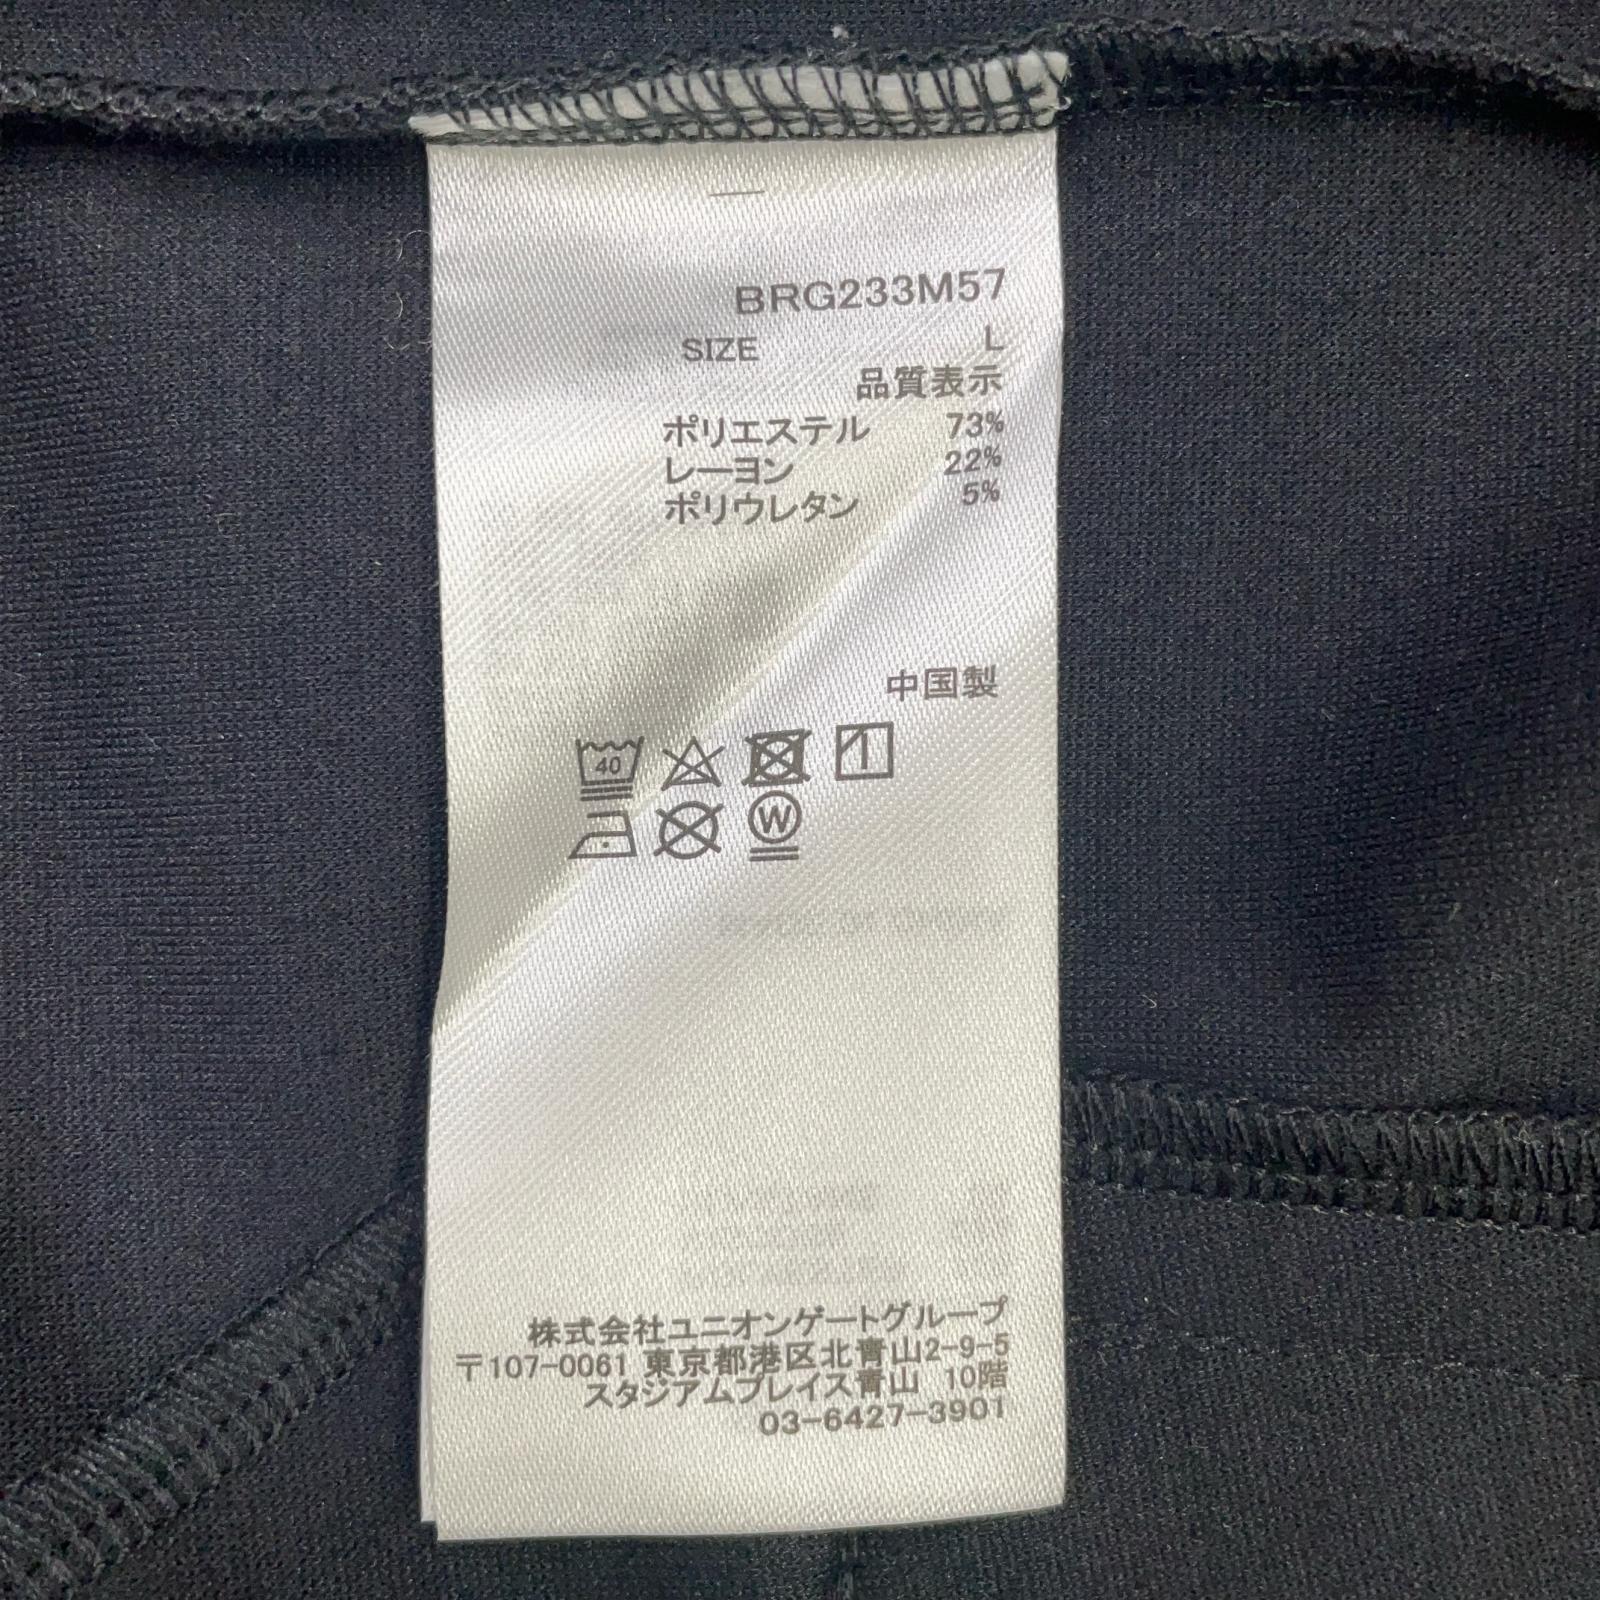 BRG233M57
SIZE L
品質表示
ポリエステル 73%
レーヨン 22%
ポリウレタン 5%
中国製
40
W
株式会社ユニオンゲートグループ
〒107-0061 東京都港区北青山2-9-5
スタジアムプレイス青山 10階
03-6427-3901